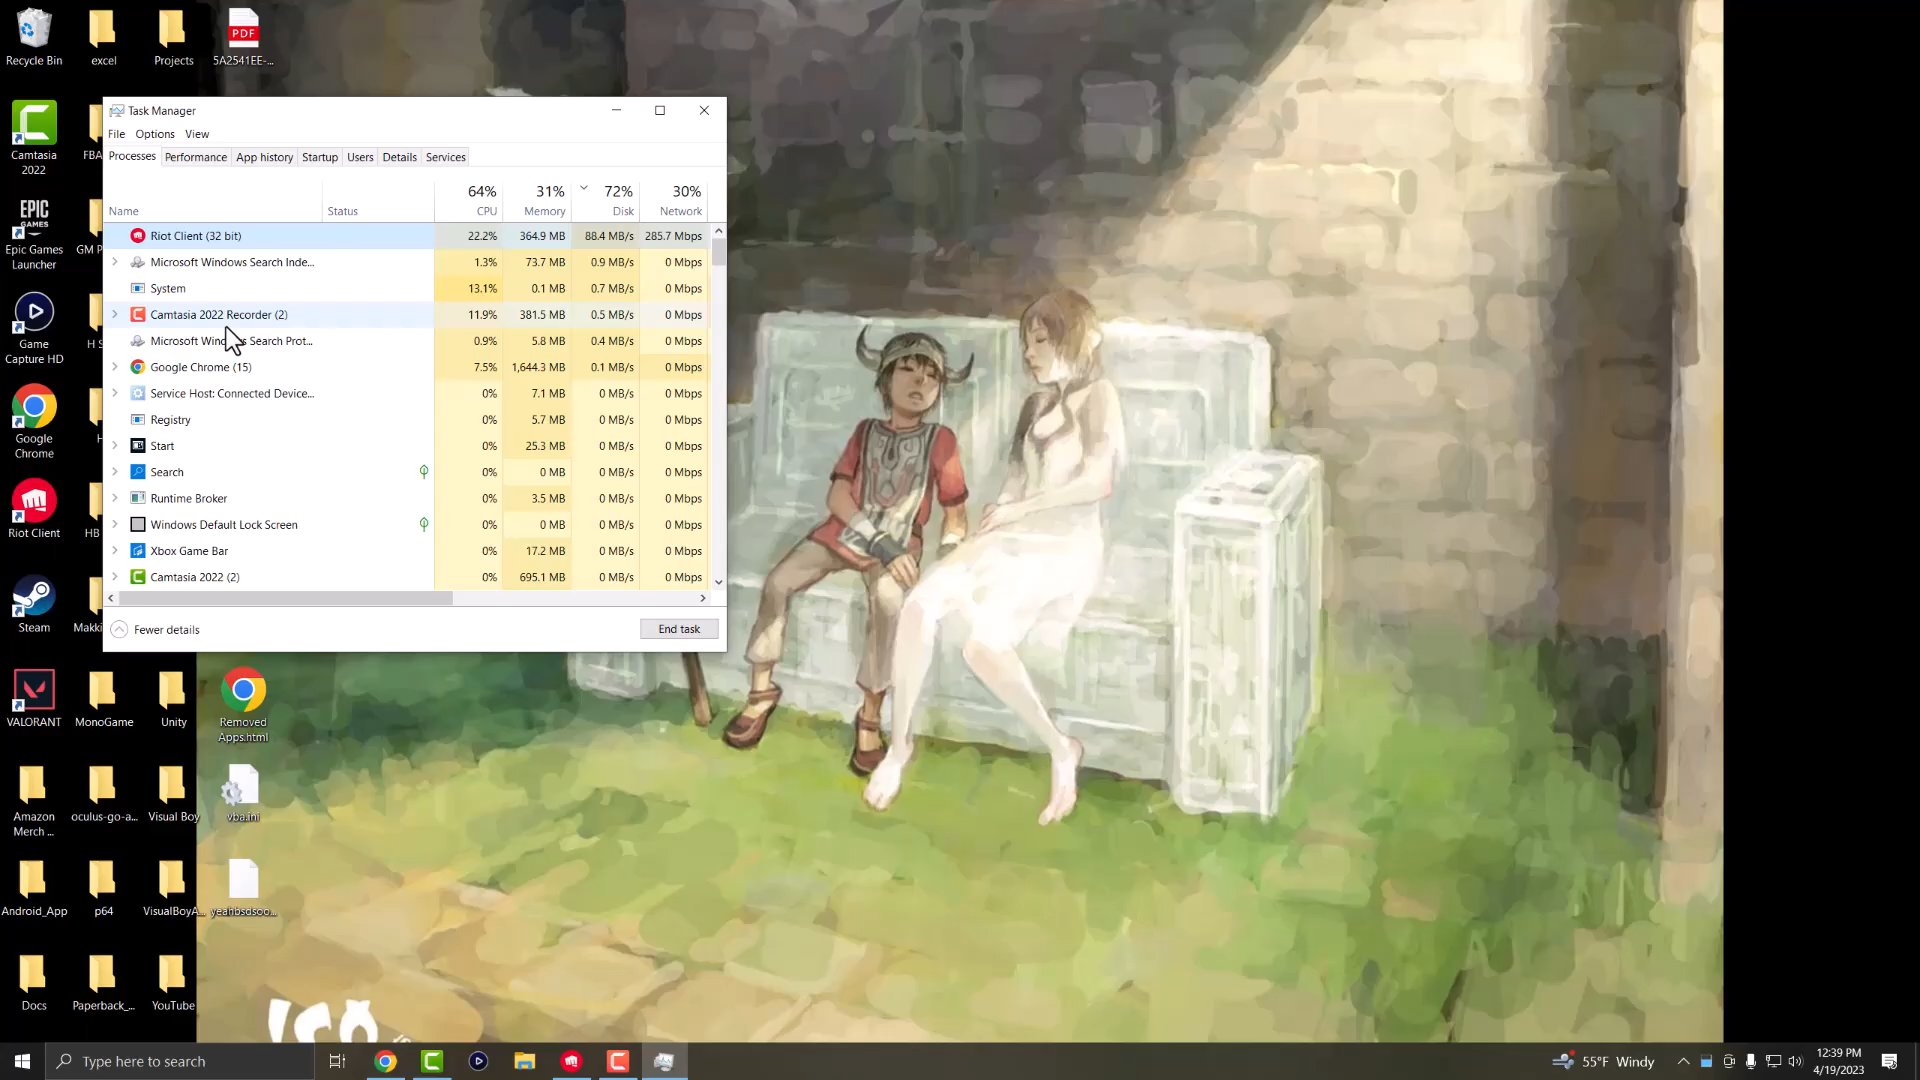 Recycle Bin
excel
Projects
PDF
5A2541EE-...
Camtasia
2022
FBA
EPIC
GAMES
Epic Games
Launcher
GM P
Game
Capture HD
H S
Google
Chrome
H
Riot Client
HB
Steam
Makki
VALORANT
MonoGame
Unity
Removed
Apps.html
Amazon
Merch ...
oculus-go-a...
Visual Boy
vba.ini
Android_App
p64
VisualBoyA...
yeahbsdsoo...
Docs
Paperback_...
YouTube
Task Manager
File Options View
Processes Performance App history Startup Users Details Services
64% 31% 72% 30%
Name Status CPU Memory Disk Network
Riot Client (32 bit) 22.2% 364.9 MB 88.4 MB/s 285.7 Mbps
Microsoft Windows Search Inde... 1.3% 73.7 MB 0.9 MB/s 0 Mbps
System 13.1% 0.1 MB 0.7 MB/s 0 Mbps
Camtasia 2022 Recorder (2) 11.9% 381.5 MB 0.5 MB/s 0 Mbps
Microsoft Windows Search Prot... 0.9% 5.8 MB 0.4 MB/s 0 Mbps
Google Chrome (15) 7.5% 1,644.3 MB 0.1 MB/s 0 Mbps
Service Host: Connected Device... 0% 7.1 MB 0 MB/s 0 Mbps
Registry 0% 5.7 MB 0 MB/s 0 Mbps
Start 0% 25.3 MB 0 MB/s 0 Mbps
Search 0% 0 MB 0 MB/s 0 Mbps
Runtime Broker 0% 3.5 MB 0 MB/s 0 Mbps
Windows Default Lock Screen 0% 0 MB 0 MB/s 0 Mbps
Xbox Game Bar 0% 17.2 MB 0 MB/s 0 Mbps
Camtasia 2022 (2) 0% 695.1 MB 0 MB/s 0 Mbps
Fewer details
End task
ICO
Type here to search
55°F Windy
12:39 PM
4/19/2023